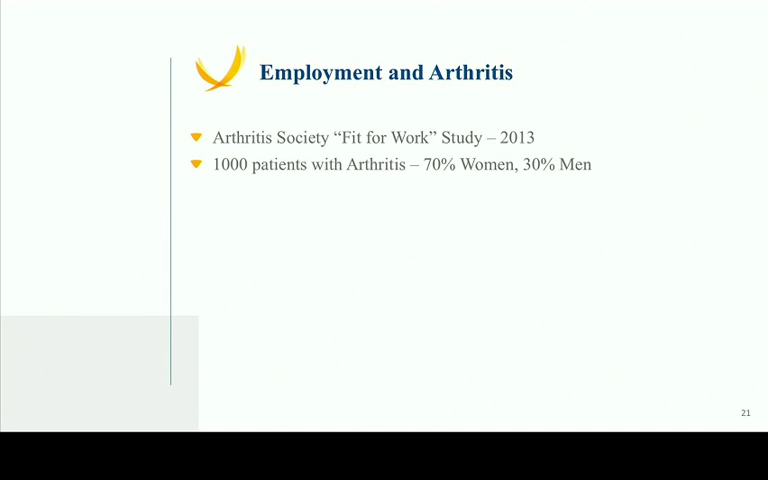 Employment and Arthritis
Arthritis Society “Fit for Work” Study – 2013
1000 patients with Arthritis – 70% Women, 30% Men
21